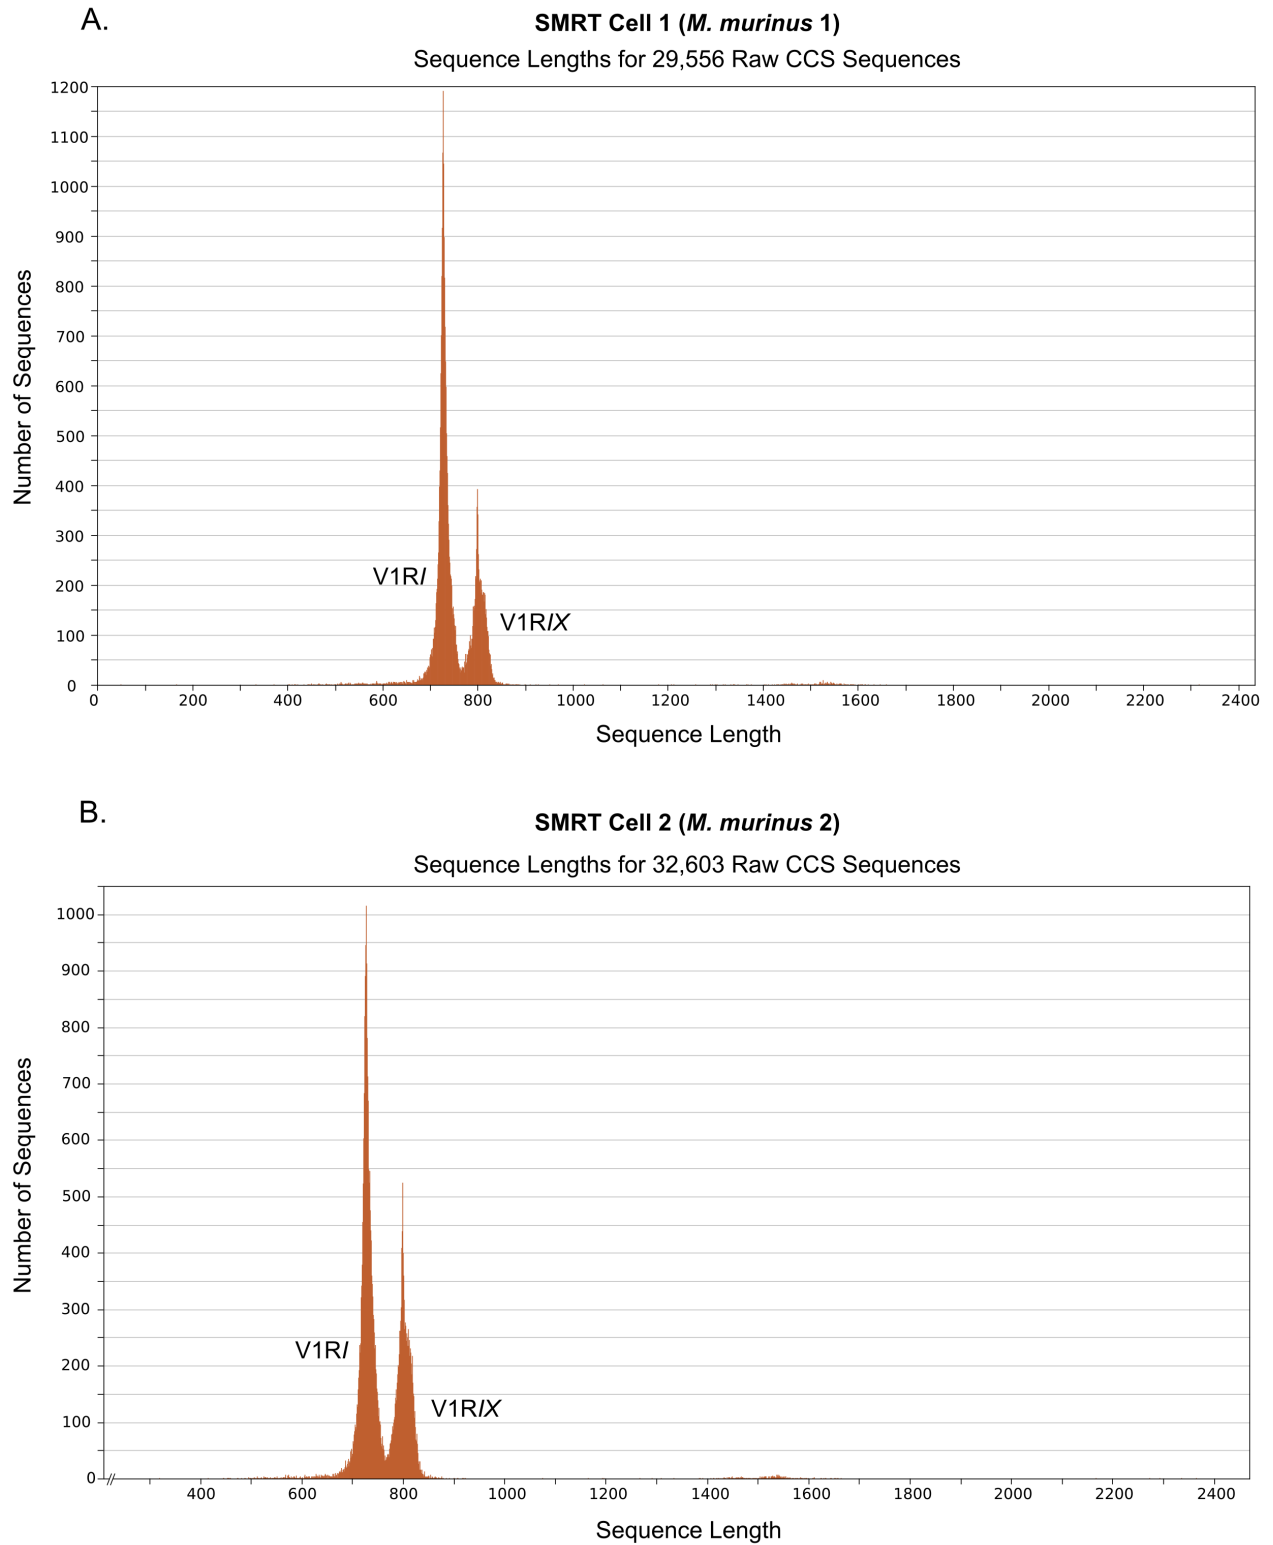 A.
SMRT Cell 1 (M. murinus 1)
Sequence Lengths for 29,556 Raw CCS Sequences
Number of Sequences
1200
1100
1000
900
800
700
600
500
400
300
200
100
0
V1RI
V1RIX
0 200 400 600 800 1000 1200 1400 1600 1800 2000 2200 2400
Sequence Length
B.
SMRT Cell 2 (M. murinus 2)
Sequence Lengths for 32,603 Raw CCS Sequences
Number of Sequences
1000
900
800
700
600
500
400
300
200
100
0
V1RI
V1RIX
400 600 800 1000 1200 1400 1600 1800 2000 2200 2400
Sequence Length